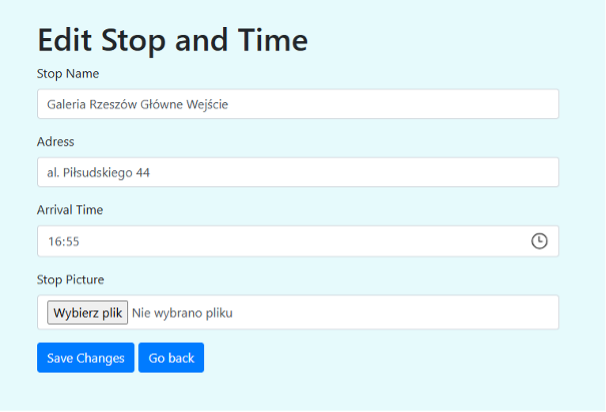 Edit Stop and Time
Stop Name
Galeria Rzeszów Główne Wejście
Adress
al. Piłsudskiego 44
Arrival Time
16:55
Stop Picture
Wybierz plik Nie wybrano pliku
Save Changes Go back